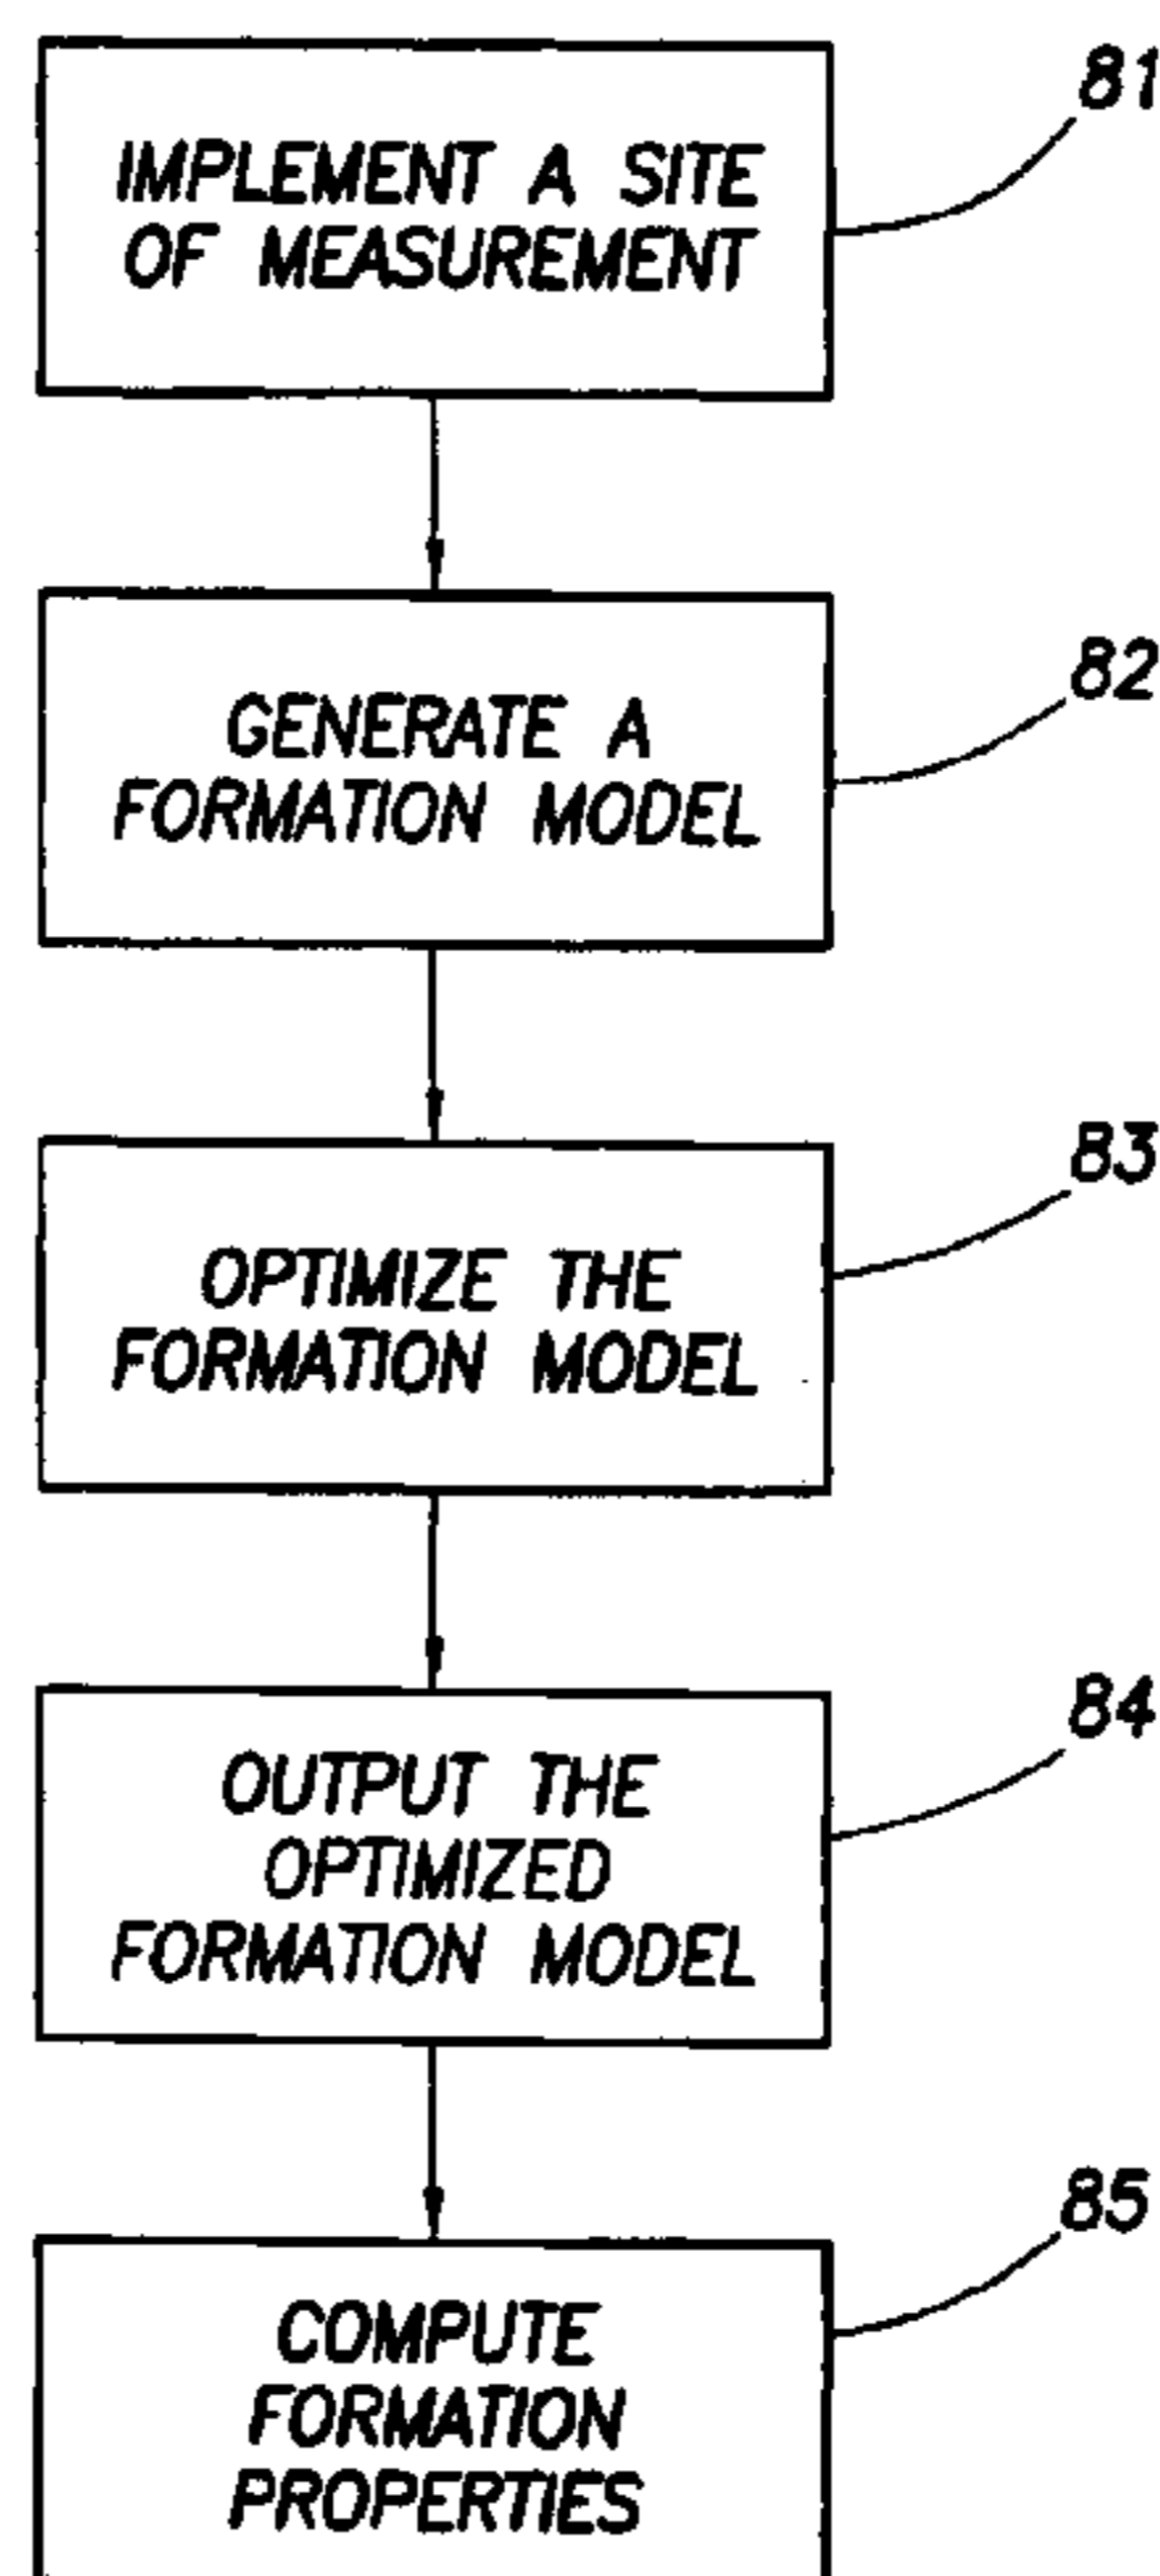 81
IMPLEMENT A SITE
OF MEASUREMENT
82
GENERATE A
FORMATION MODEL
83
OPTIMIZE THE
FORMATION MODEL
84
OUTPUT THE
OPTIMIZED
FORMATION MODEL
85
COMPUTE
FORMATION
PROPERTIES